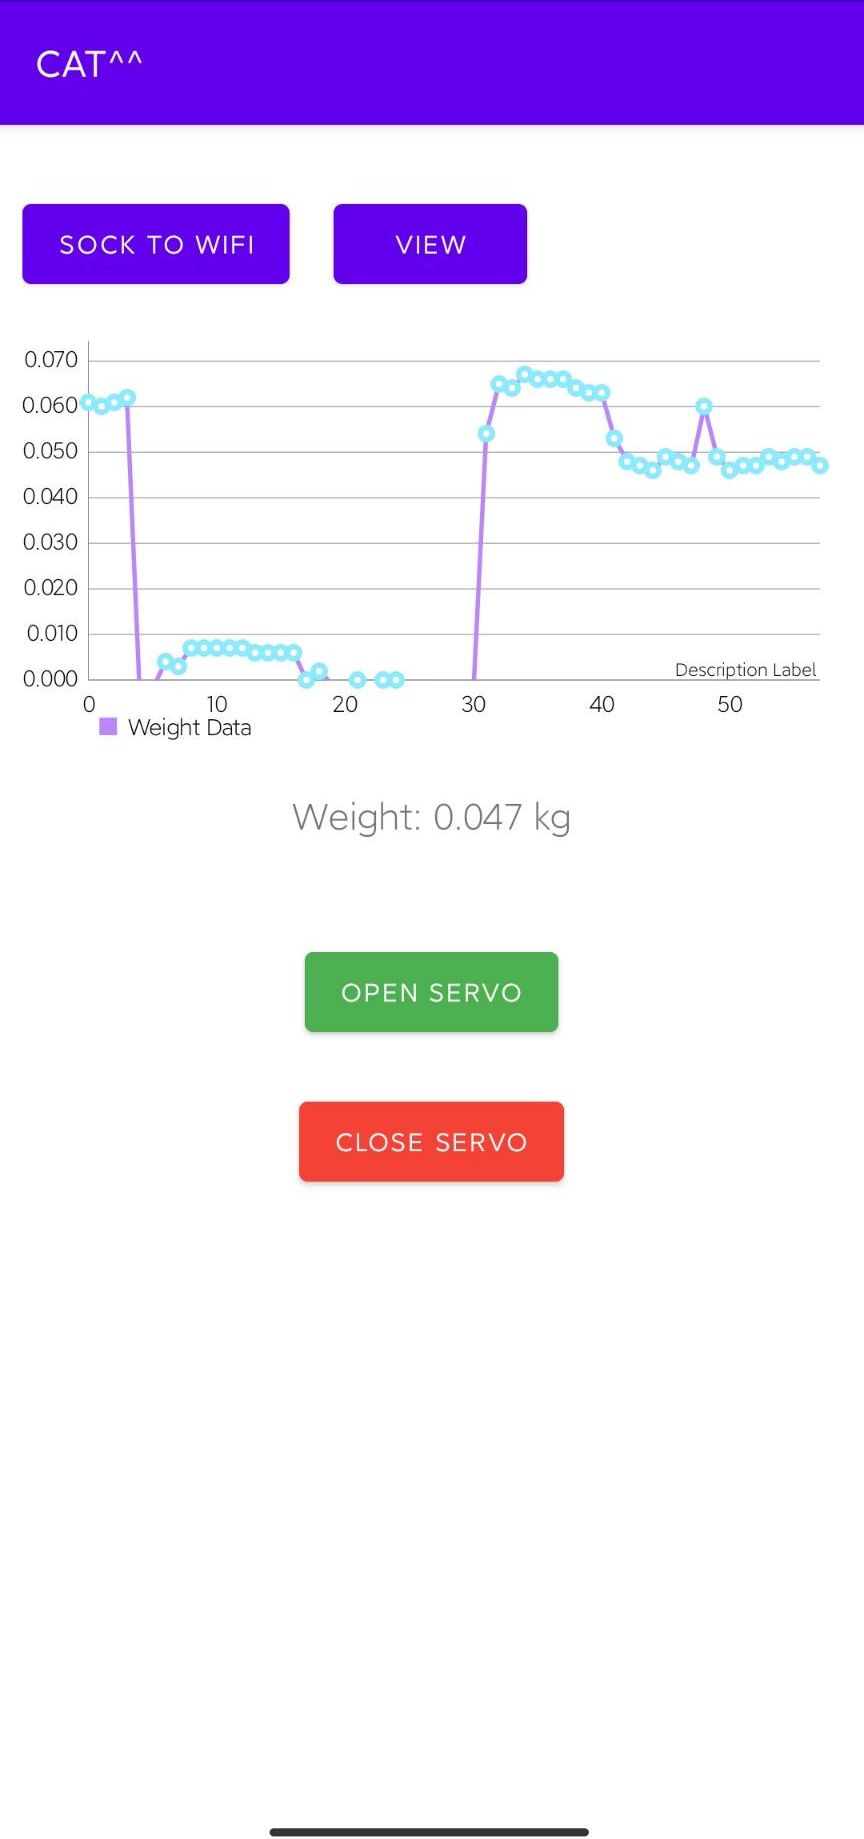 CAT^^
SOCK TO WIFI
VIEW
0.070
0.060
0.050
0.040
0.030
0.020
0.010
0.000
Description Label
0 10 20 30 40 50
Weight Data
Weight: 0.047 kg
OPEN SERVO
CLOSE SERVO